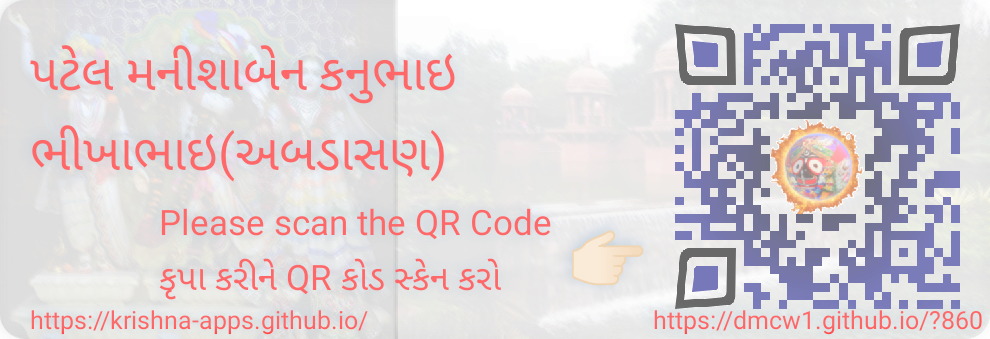 પટેલ મનીશાબેન કનુભાઇ
ભીખાભાઇ(અબડાસણ)
Please scan the QR Code
કૃપા કરીને QR કોડ સ્કેન કરો
https://krishna-apps.github.io/
https://dmcw1.github.io/?860